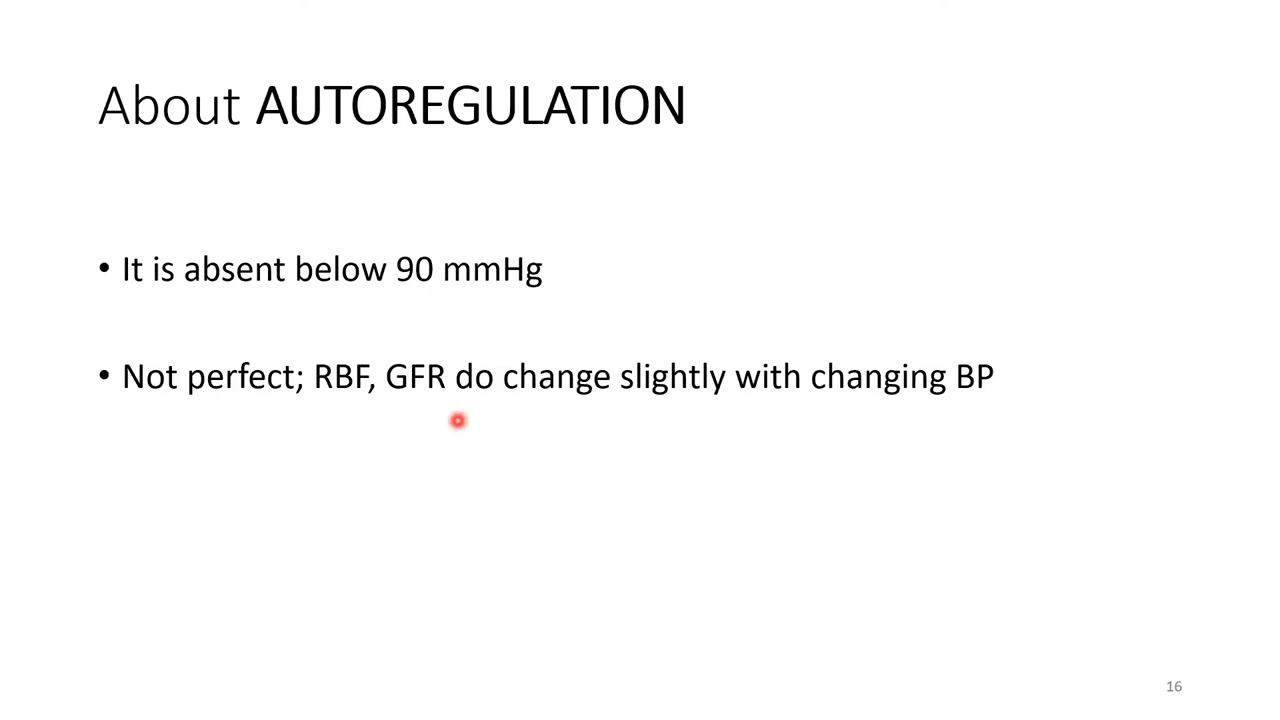 About AUTOREGULATION
• It is absent below 90 mmHg
• Not perfect; RBF, GFR do change slightly with changing BP
16